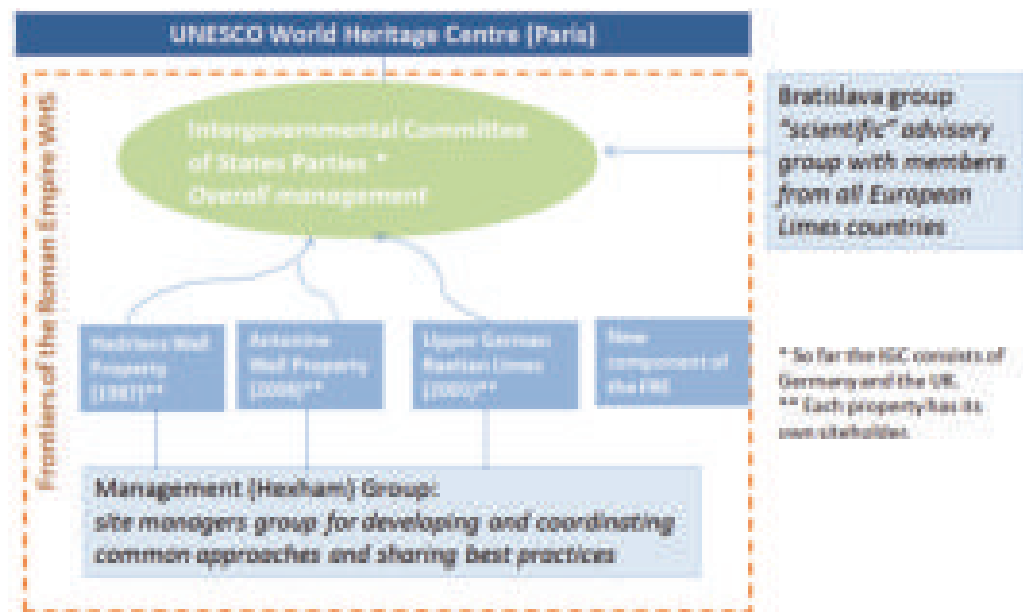 UNESCO World Heritage Centre (Paris)
Frontiers of the Roman Empire WHS
Intergovernmental Committee
of States Parties *
Overall management
Bratislava group
"scientific" advisory
group with members
from all European
Limes countries
Hadrians Wall
Property
(1987)**
Antonine
Wall Property
(2008)**
Upper German
Raetian Limes
(2005)**
New
component of
the FRE
* So far the IGC consists of
Germany and the UK.
** Each property has its
own siteholder.
Management (Hexham) Group:
site managers group for developing and coordinating
common approaches and sharing best practices